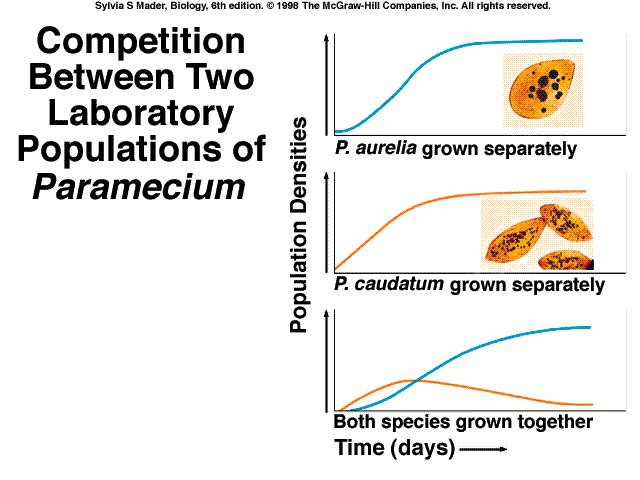 Sylvia S Mader, Biology, 6th edition. © 1998 The McGraw-Hill Companies, Inc. All rights reserved.
Competition
Between Two
Laboratory
Populations of
Paramecium
Population Densities
P. aurelia grown separately
P. caudatum grown separately
Both species grown together
Time (days)